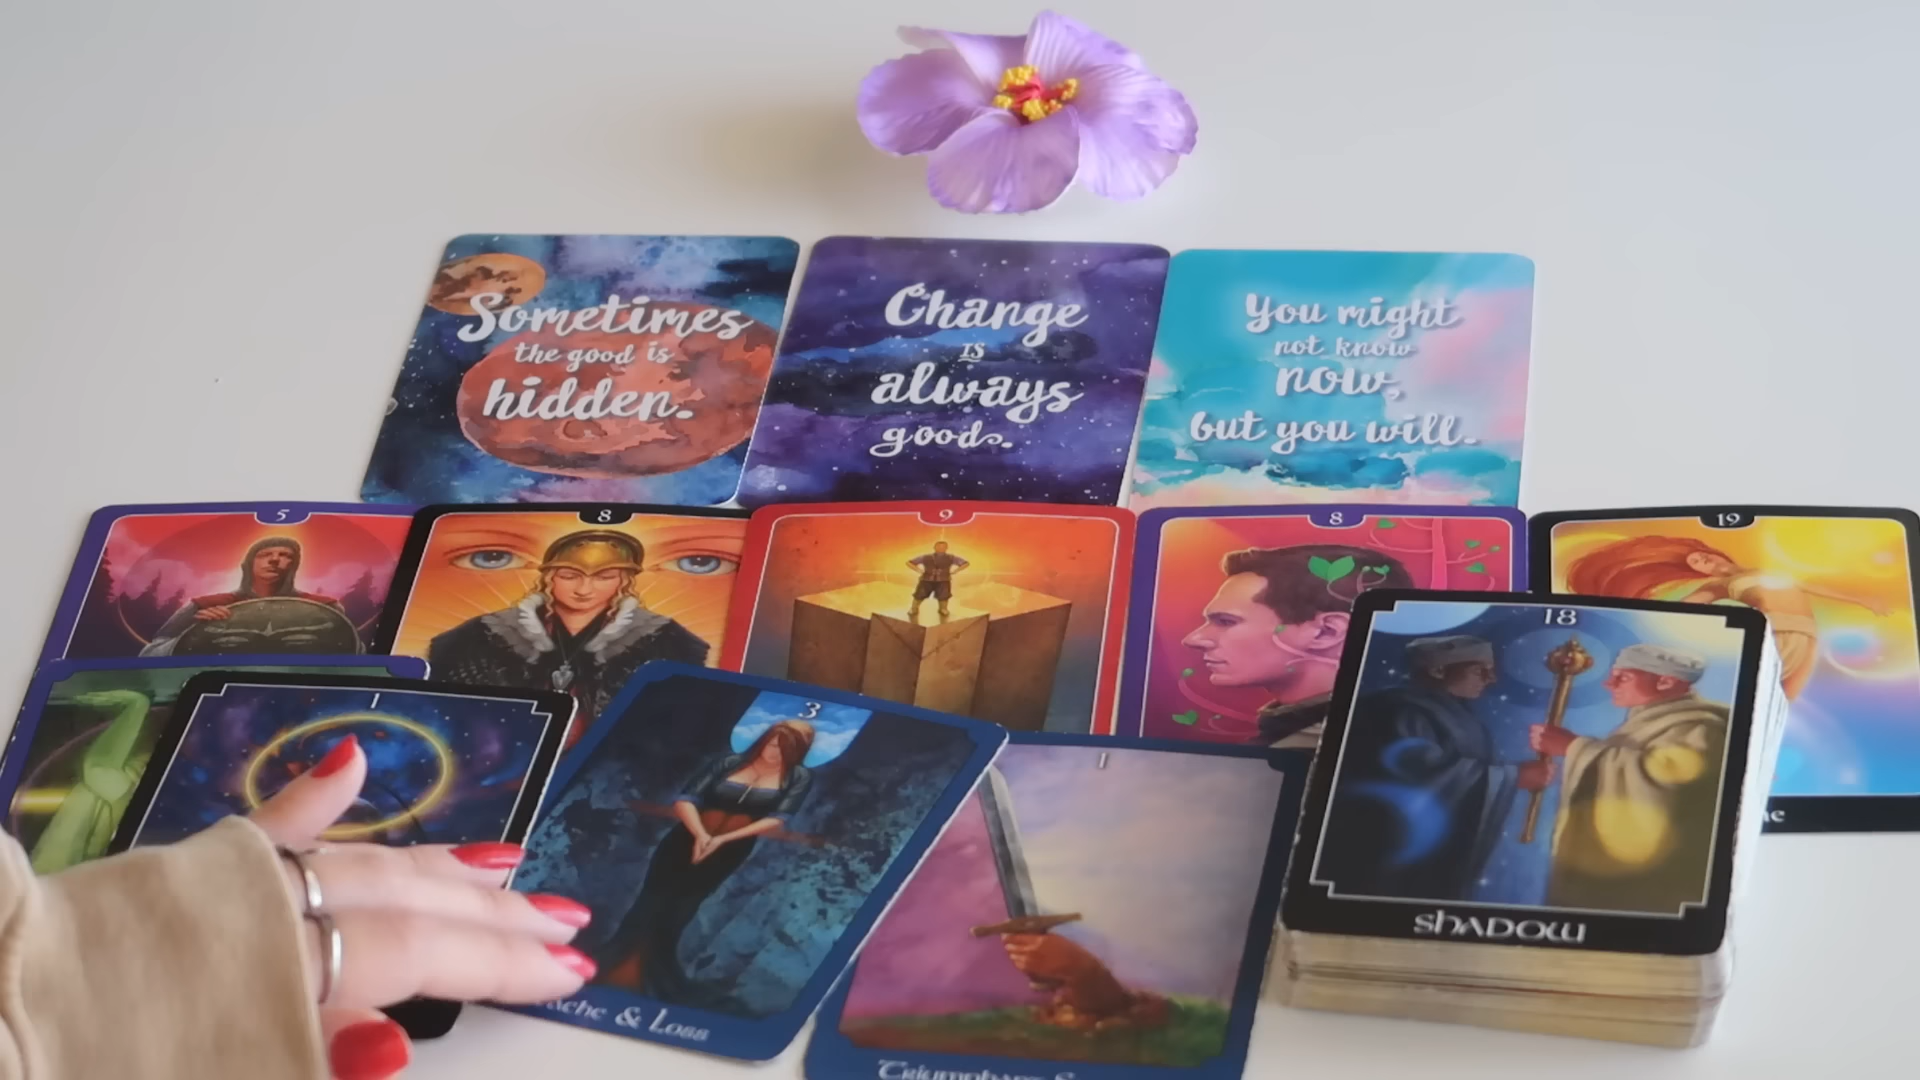 Sometimes
the good is
hidden.
Change
is
always
good.
You might
not know
now,
but you will.
5
8
9
8
19
18
SHADOW
1
3
& Loss
1